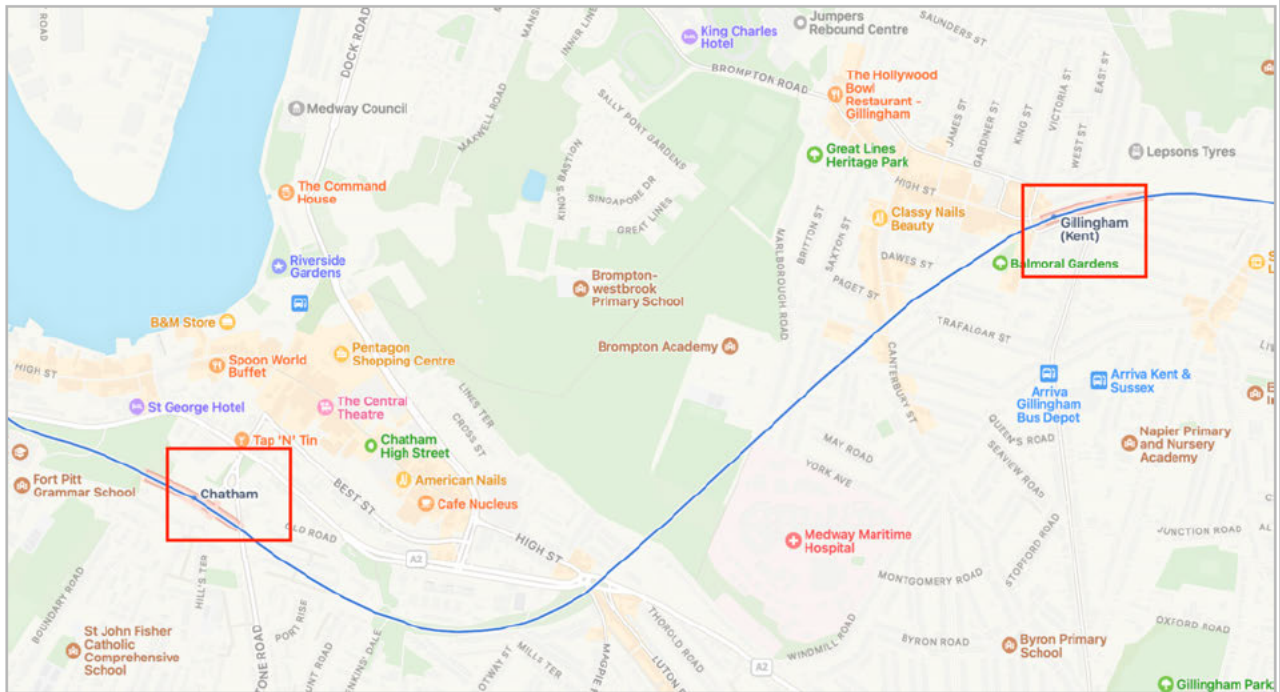 ROAD
DOCK ROAD
INNER LINES
King Charles
Hotel
Jumpers
Rebound Centre
SAUNDERS ST
BROMPTON ROAD
The Hollywood
Bowl
Restaurant -
Gillingham
EAST ST
VICTORIA ST
KING ST
GARDINER ST
JAMES ST
WEST ST
Medway Council
MAXWELL ROAD
SALLY PORT GARDENS
Great Lines
Heritage Park
Lepsons Tyres
The Command
House
KING'S BASTION
SINGAPORE DR
GREAT LINES
HIGH ST
Classy Nails
Beauty
Gillingham
(Kent)
Balmoral Gardens
BRITTON ST
SAXTON ST
MARLBOROUGH ROAD
DAWES ST
PAGET ST
Riverside
Gardens
Brompton-
westbrook
Primary School
B&M Store
TRAFALGAR ST
Brompton Academy
Pentagon
Shopping Centre
Spoon World
Buffet
HIGH ST
CANTERBURY ST
Arriva
Gillingham
Bus Depot
Arriva Kent &
Sussex
St George Hotel
The Central
Theatre
LINES TER
CROSS ST
Tap 'N' Tin
Chatham
High Street
QUEEN'S ROAD
SEAVIEW ROAD
Napier Primary
and Nursery
Academy
MAY ROAD
YORK AVE
Fort Pitt
Grammar School
Chatham
BEST ST
American Nails
Cafe Nucleus
OLD ROAD
HIGH ST
A2
Medway Maritime
Hospital
STOPFORD ROAD
JUNCTION ROAD
MONTGOMERY ROAD
BOUNDARY ROAD
HILL'S TER
PORT RISE
St John Fisher
Catholic
Comprehensive
School
THOROLD ROAD
WINDMILL ROAD
BYRON ROAD
Byron Primary
School
OXFORD ROAD
MILLS TER
OTWAY ST
MAGPIE
LUTON
A2
Gillingham Park